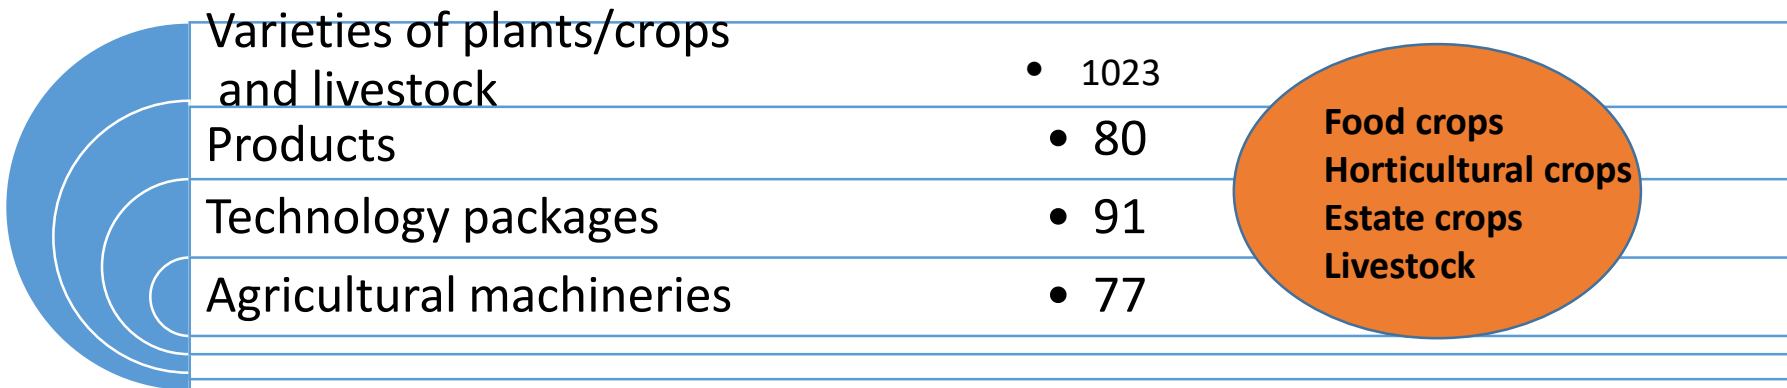 Varieties of plants/crops
and livestock
• 1023
Products
• 80
Technology packages
• 91
Agricultural machineries
• 77
Food crops
Horticultural crops
Estate crops
Livestock